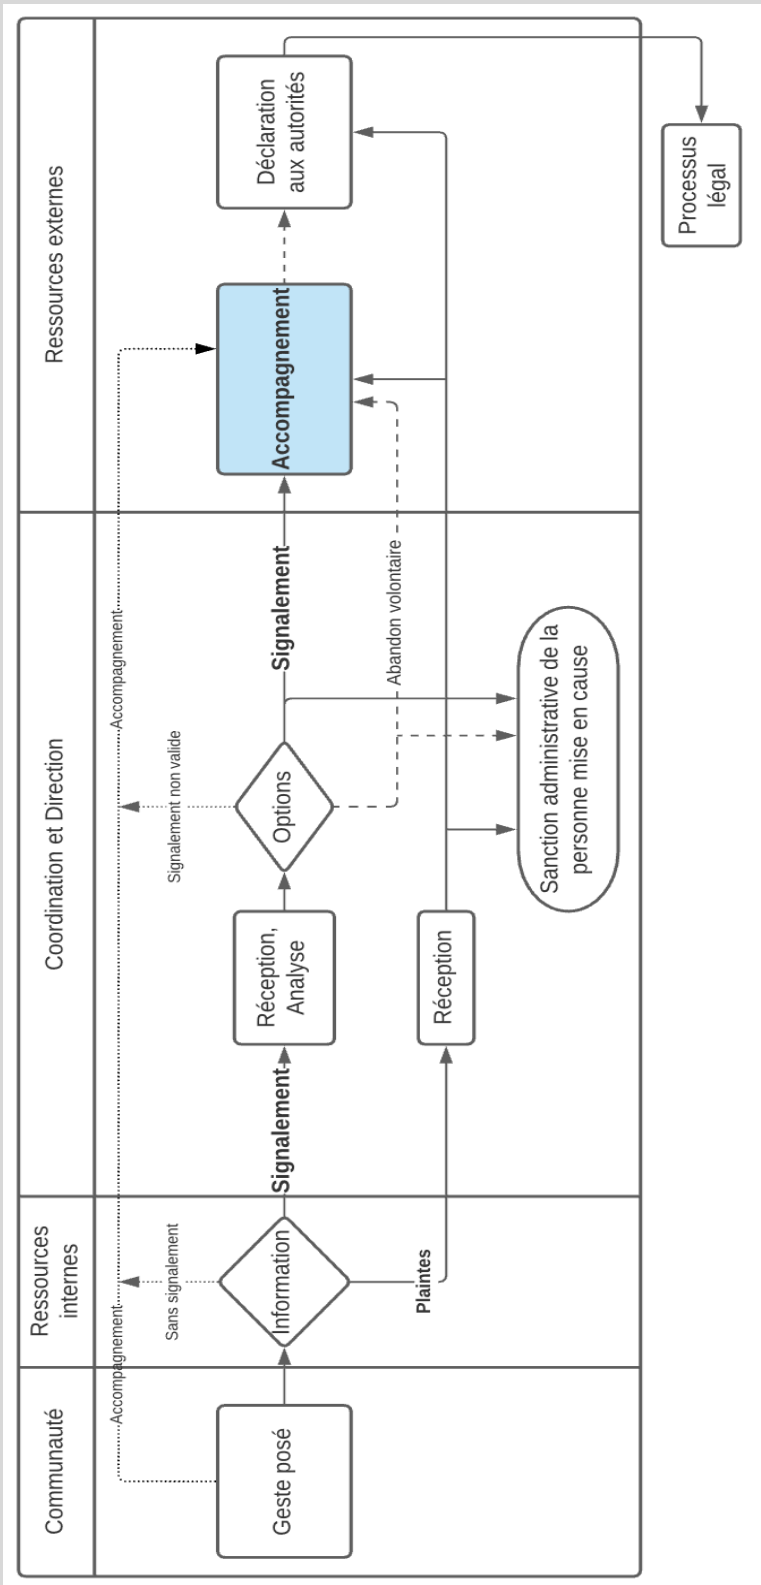 Communauté
Ressources
internes
Coordination et Direction
Ressources externes
Geste posé
Accompagnement
Information
Sans signalement
Plaintes
Signalement
Réception,
Analyse
Réception
Options
Signalement non valide
Accompagnement
Abandon volontaire
Signalement
Sanction administrative de la
personne mise en cause
Accompagnement
Déclaration
aux autorités
Processus
légal